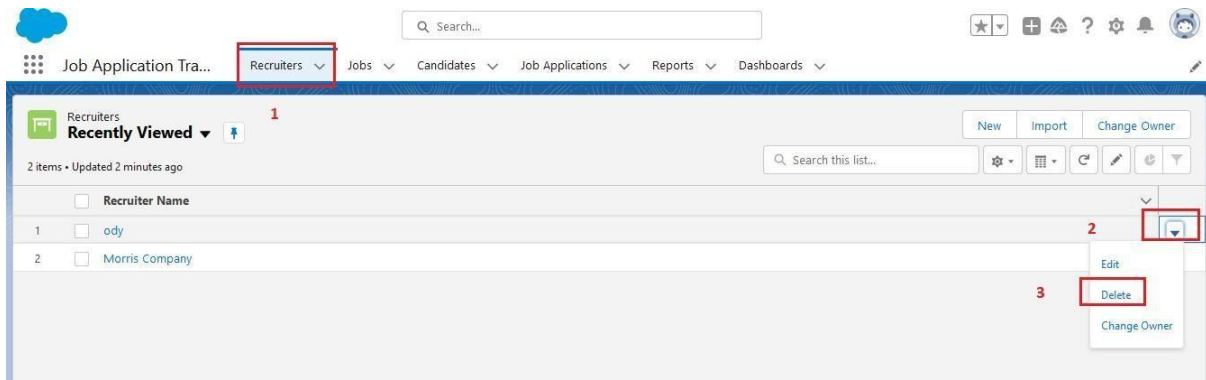 Search...
Job Application Tra...
Recruiters
Jobs
Candidates
Job Applications
Reports
Dashboards
1
Recruiters
Recently Viewed
New
Import
Change Owner
2 items • Updated 2 minutes ago
Search this list...
Recruiter Name
1
ody
2
2
Morris Company
Edit
3
Delete
Change Owner